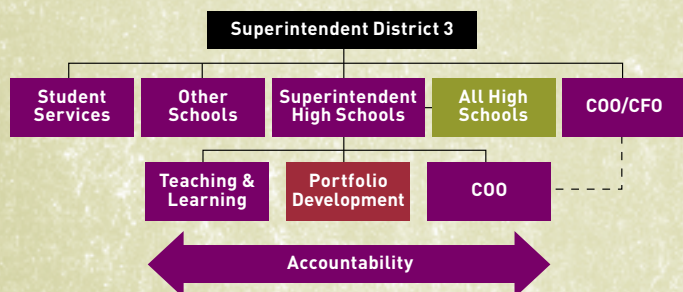 Superintendent District 3
Student
Services
Other
Schools
Superintendent
High Schools
All High
Schools
COO/CFO
Teaching &
Learning
Portfolio
Development
COO
Accountability